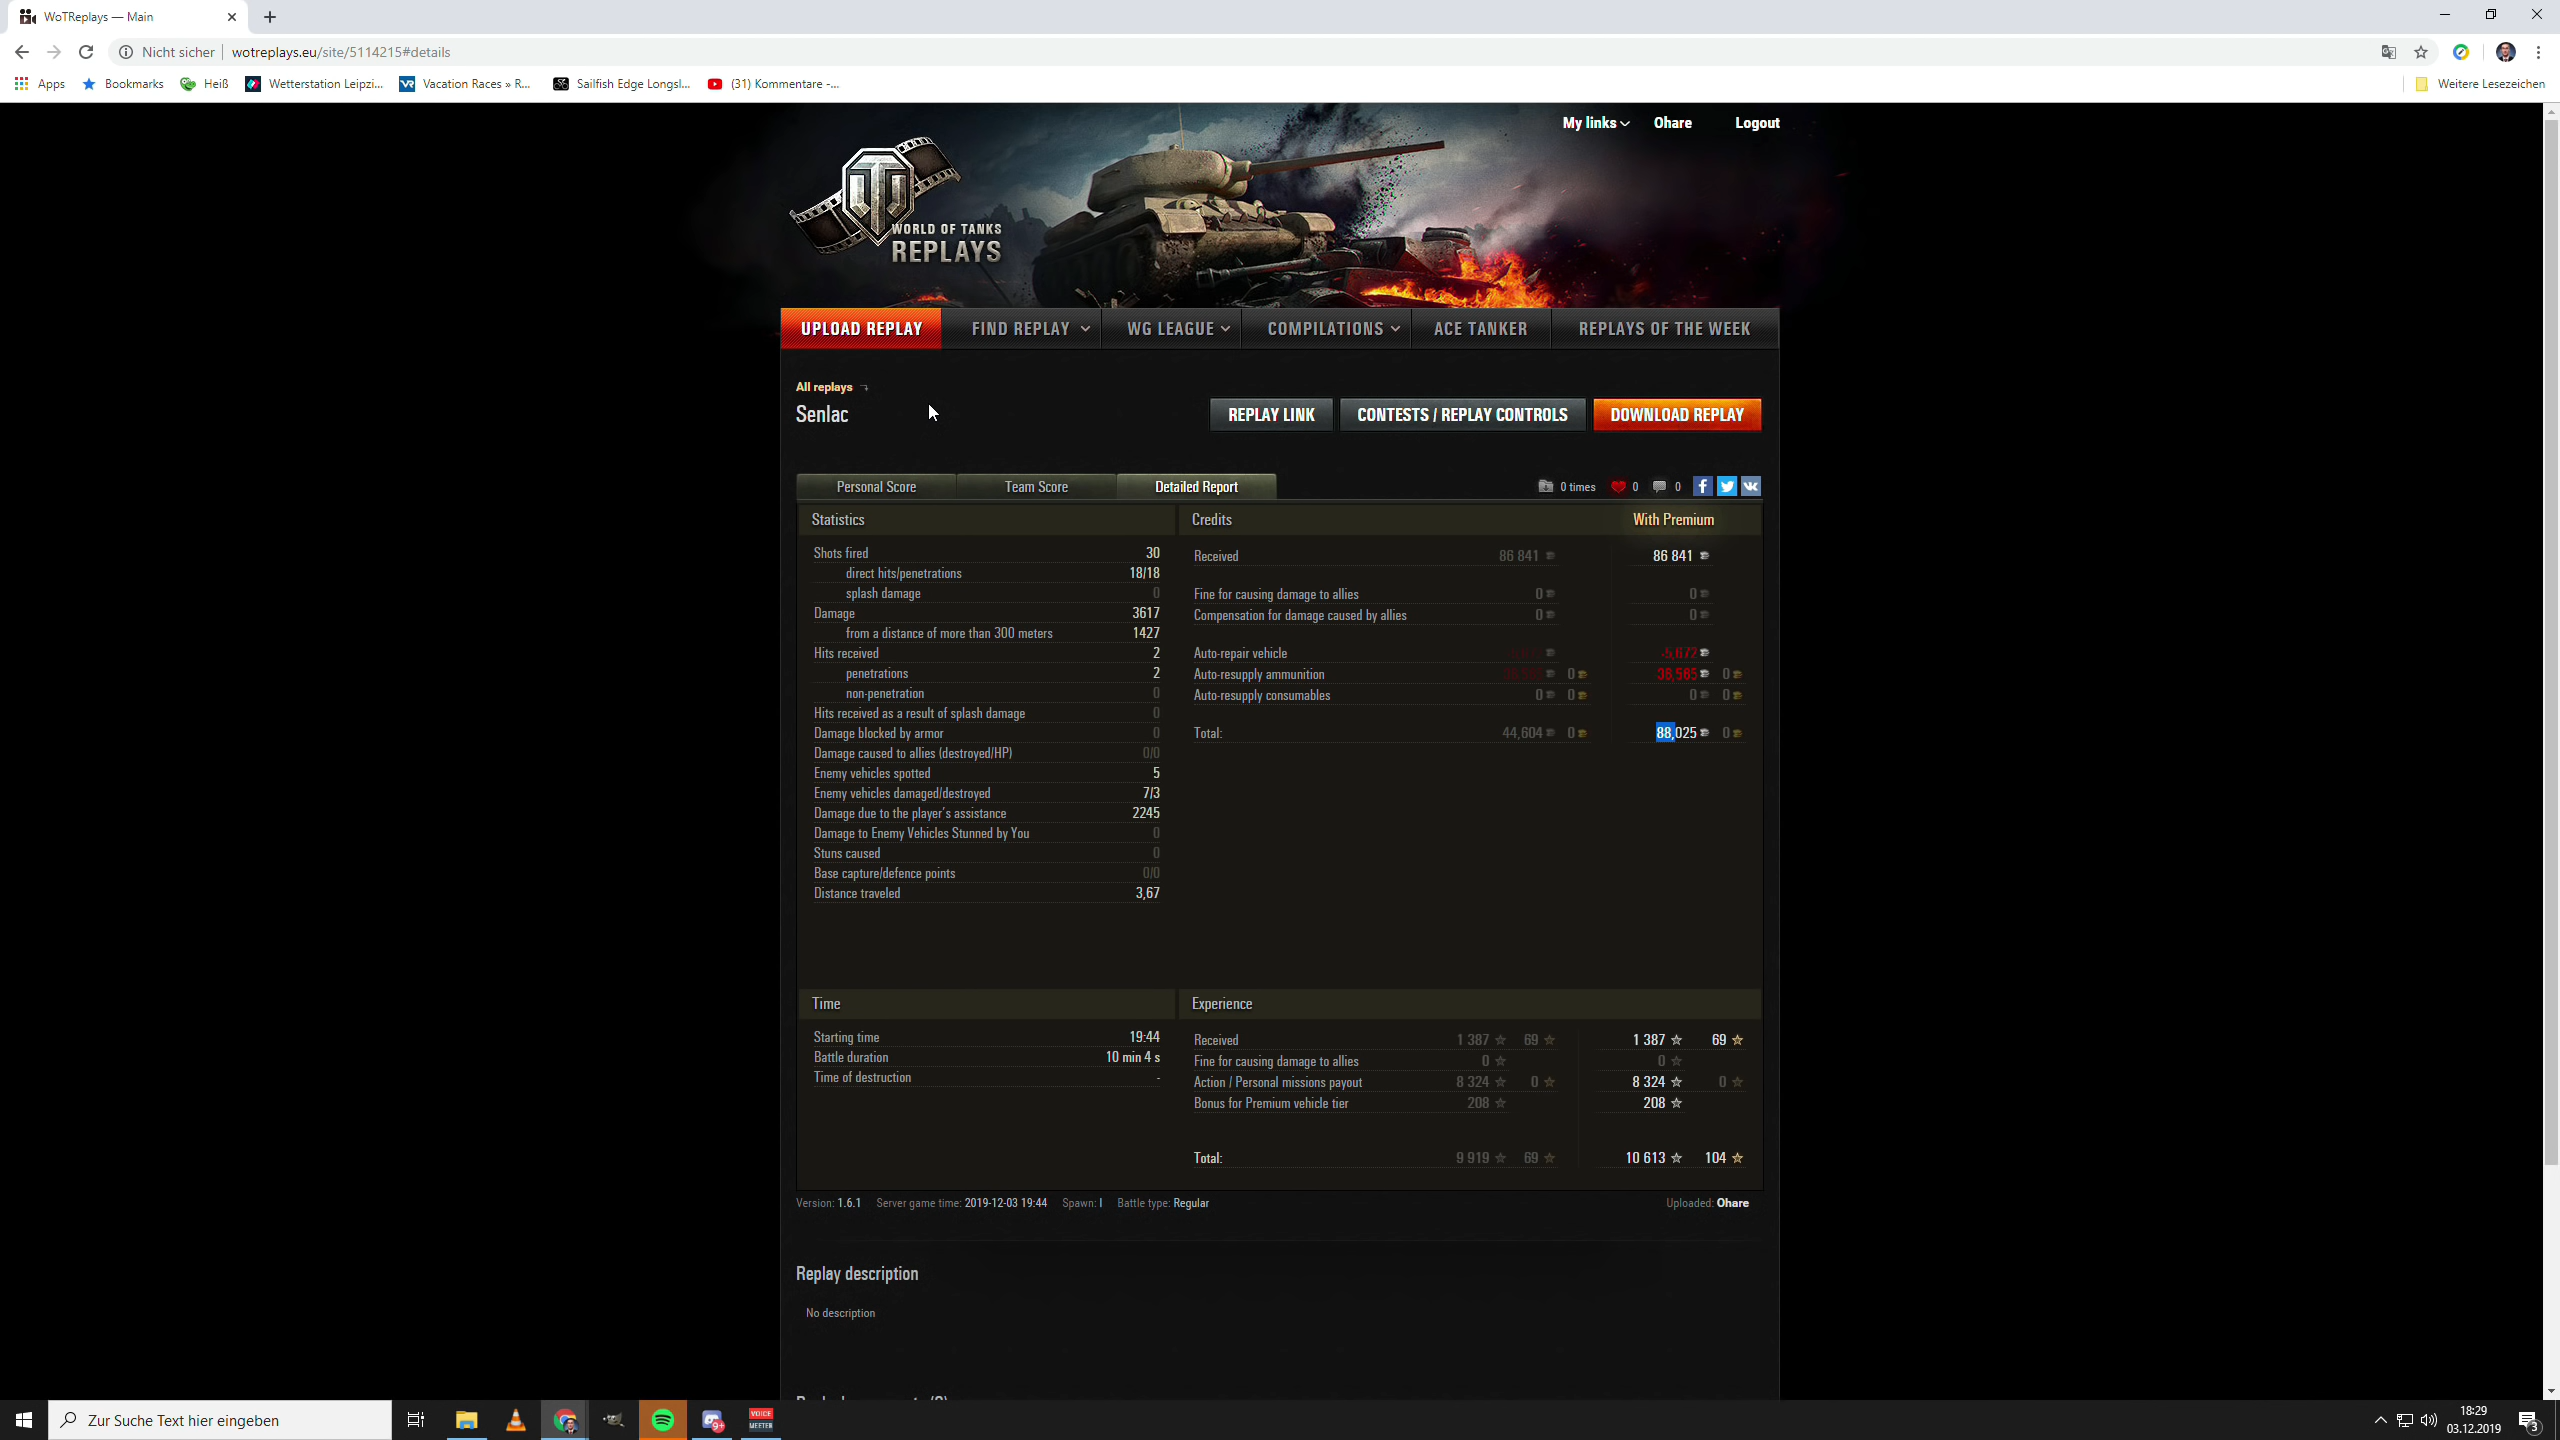 WoTReplays — Main
Nicht sicher wotreplays.eu/site/5114215#details
Apps Bookmarks Heiß Wetterstation Leipzi... Vacation Races » R... Sailfish Edge Longsl... (31) Kommentare -... Weitere Lesezeichen
My links Ohare Logout
WORLD OF TANKS
REPLAYS
UPLOAD REPLAY FIND REPLAY WG LEAGUE COMPILATIONS ACE TANKER REPLAYS OF THE WEEK
All replays
Senlac
REPLAY LINK CONTESTS / REPLAY CONTROLS DOWNLOAD REPLAY
Personal Score Team Score Detailed Report 0 times 0 0
Statistics
Shots fired 30
direct hits/penetrations 18/18
splash damage 0
Damage 3617
from a distance of more than 300 meters 1427
Hits received 2
penetrations 2
non-penetration 0
Hits received as a result of splash damage 0
Damage blocked by armor 0
Damage caused to allies (destroyed/HP) 0/0
Enemy vehicles spotted 5
Enemy vehicles damaged/destroyed 7/3
Damage due to the player's assistance 2245
Damage to Enemy Vehicles Stunned by You 0
Stuns caused 0
Base capture/defence points 0/0
Distance traveled 3,67
Credits With Premium
Received 86 841 86 841
Fine for causing damage to allies 0 0
Compensation for damage caused by allies 0 0
Auto-repair vehicle -5,672
Auto-resupply ammunition 0 0
Auto-resupply consumables 0 0 0 0
Total: 44,604 0 88,025 0
Time
Starting time 19:44
Battle duration 10 min 4 s
Time of destruction -
Experience
Received 1 387 69 1 387 69
Fine for causing damage to allies 0 0
Action / Personal missions payout 8 324 0 8 324 0
Bonus for Premium vehicle tier 208 208
Total: 9 919 69 10 613 104
Version: 1.6.1 Server game time: 2019-12-03 19:44 Spawn: I Battle type: Regular Uploaded: Ohare
Replay description
No description
Zur Suche Text hier eingeben
9+
VOICE
MEETER
18:29
03.12.2019
3